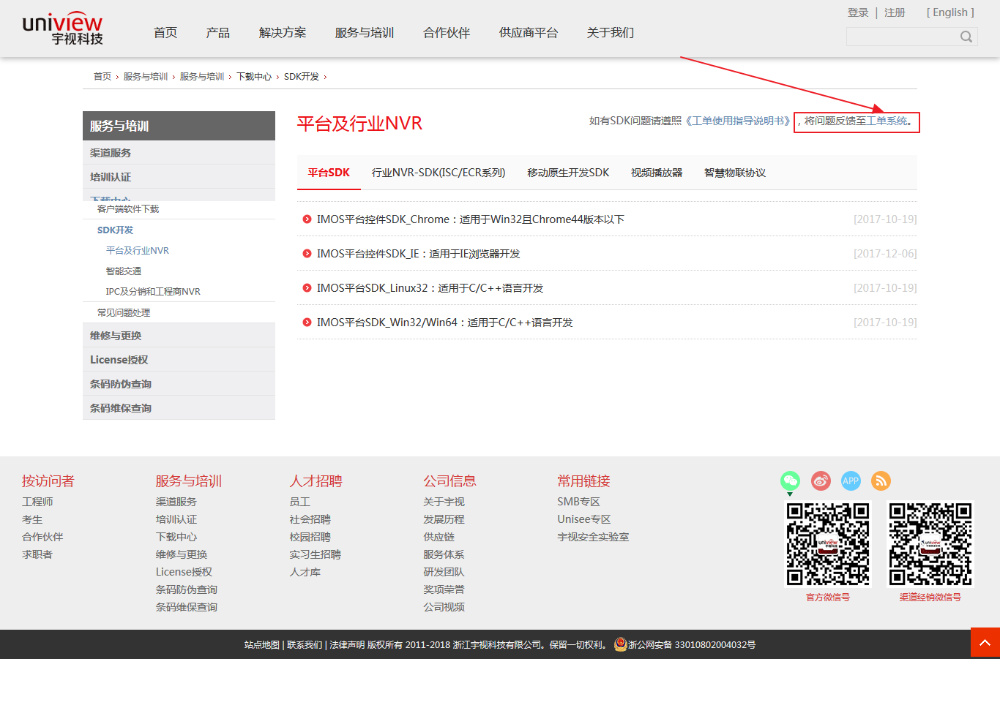 uniview
宇视科技
首页 产品 解决方案 服务与培训 合作伙伴 供应商平台 关于我们
登录 | 注册 [ English ]
首页 › 服务与培训 › 服务与培训 › 下载中心 › SDK开发 ›
服务与培训
渠道服务
培训认证
下载中心
客户端软件下载
SDK开发
平台及行业NVR
智能交通
IPC及分销和工程商NVR
常见问题处理
维修与更换
License授权
条码防伪查询
条码维保查询
平台及行业NVR
如有SDK问题请遵照《工单使用指导说明书》，将问题反馈至工单系统。
平台SDK 行业NVR-SDK(ISC/ECR系列) 移动原生开发SDK 视频播放器 智慧物联协议
IMOS平台控件SDK_Chrome：适用于Win32且Chrome44版本以下 [2017-10-19]
IMOS平台控件SDK_IE：适用于IE浏览器开发 [2017-12-06]
IMOS平台SDK_Linux32：适用于C/C++语言开发 [2017-10-19]
IMOS平台SDK_Win32/Win64：适用于C/C++语言开发 [2017-10-19]
按访问者
工程师
考生
合作伙伴
求职者
服务与培训
渠道服务
培训认证
下载中心
维修与更换
License授权
条码防伪查询
条码维保查询
人才招聘
员工
社会招聘
校园招聘
实习生招聘
人才库
公司信息
关于宇视
发展历程
供应链
服务体系
研发团队
奖项荣誉
公司视频
常用链接
SMB专区
Unisee专区
宇视安全实验室
APP
官方微信号
渠道经销微信号
站点地图 | 联系我们 | 法律声明 版权所有 2011-2018 浙江宇视科技有限公司。保留一切权利。 浙公网安备 33010802004032号